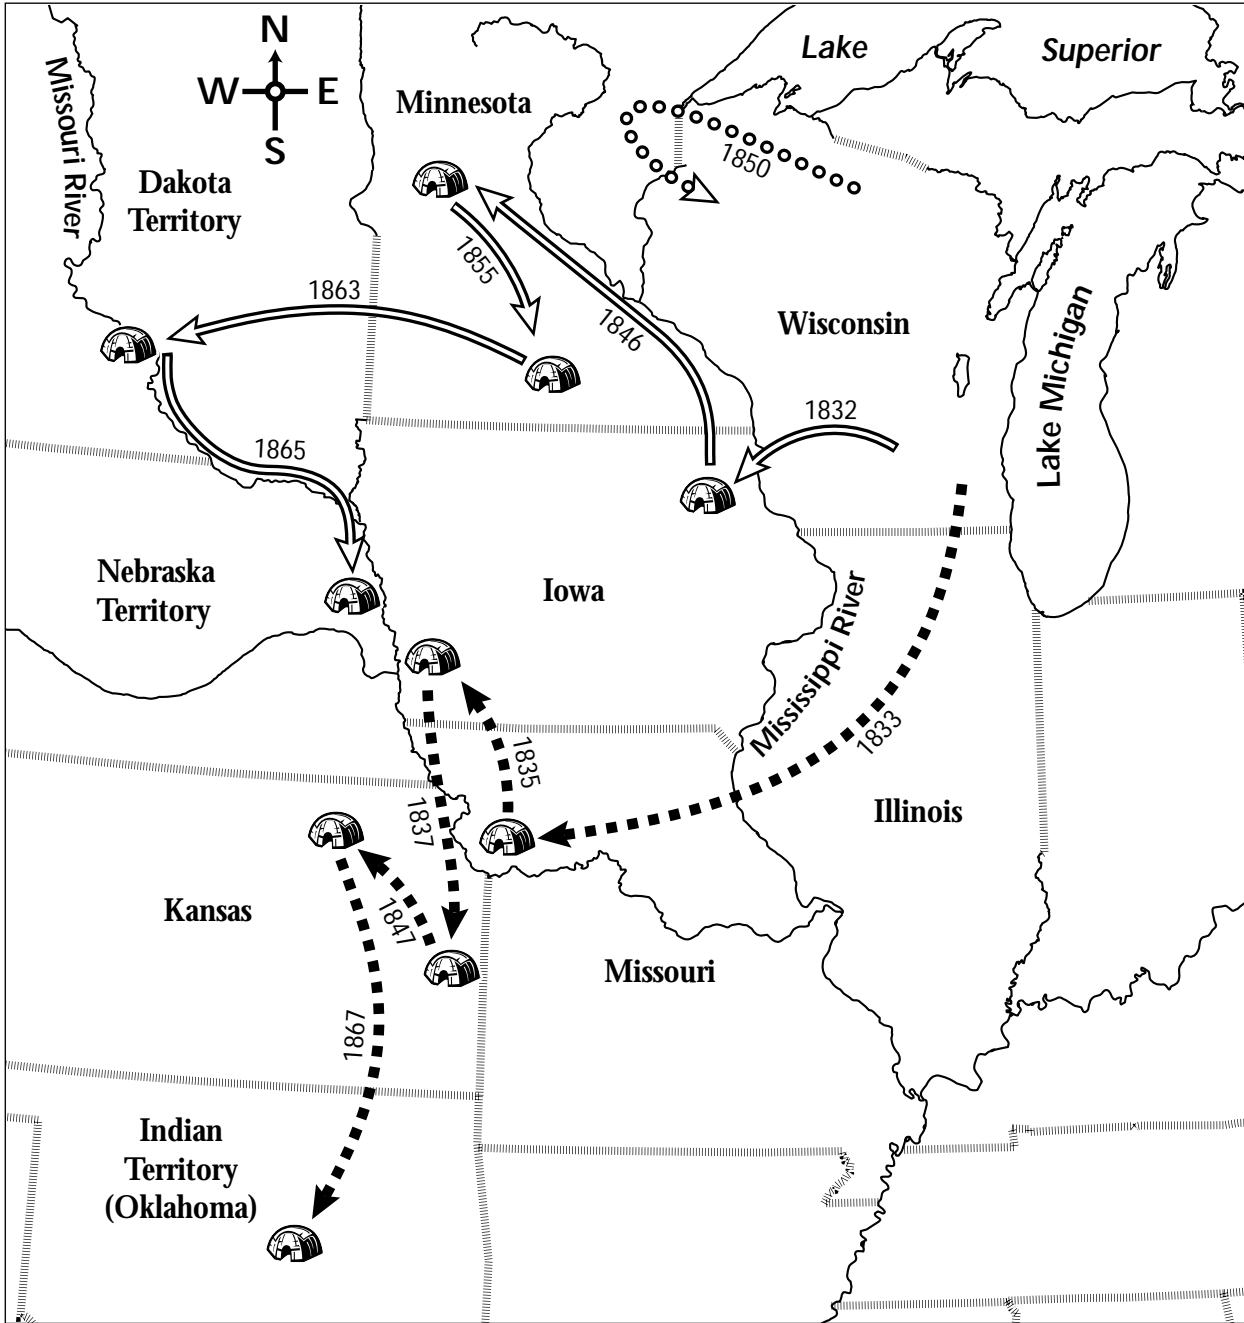 N
W
E
S
Missouri River
Minnesota
Lake
Superior
1850
Dakota
Territory
1855
1863
1846
Wisconsin
Lake Michigan
1832
1865
Nebraska
Territory
Iowa
Mississippi River
1833
1835
1837
Illinois
Kansas
1847
Missouri
1867
Indian
Territory
(Oklahoma)